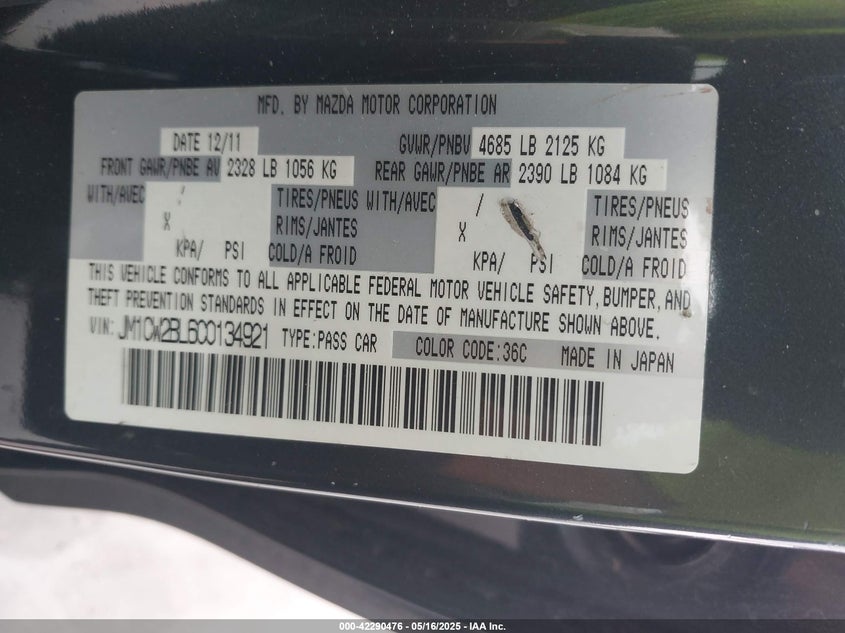 MFD. BY MAZDA MOTOR CORPORATION
DATE 12/11 GVWR/PNBV 4685 LB 2125 KG
FRONT GAWR/PNBE AV 2328 LB 1056 KG REAR GAWR/PNBE AR 2390 LB 1084 KG
WITH/AVEC / TIRES/PNEUS WITH/AVEC / TIRES/PNEUS
X RIMS/JANTES X RIMS/JANTES
KPA/ PSI COLD/A FROID KPA/ PSI COLD/A FROID
THIS VEHICLE CONFORMS TO ALL APPLICABLE FEDERAL MOTOR VEHICLE SAFETY, BUMPER, AND
THEFT PREVENTION STANDARDS IN EFFECT ON THE DATE OF MANUFACTURE SHOWN ABOVE.
VIN: JM1CW2BL6C0134921 TYPE:PASS CAR COLOR CODE:36C MADE IN JAPAN
000-42290476 - 05/16/2025 - IAA Holdings, LLC.